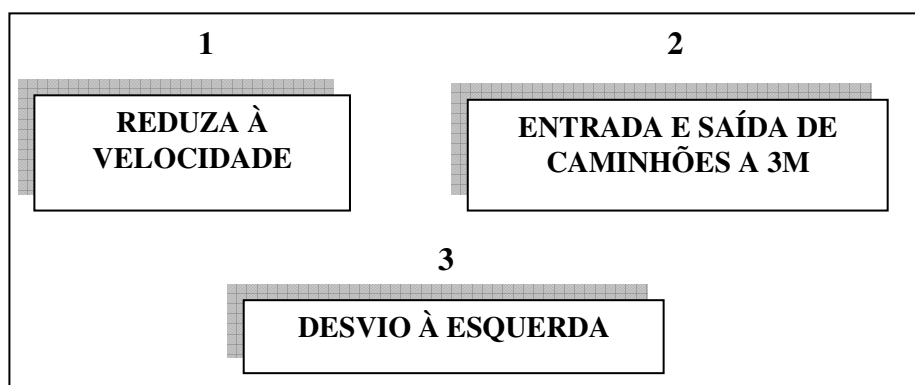 1
REDUZA À
VELOCIDADE
2
ENTRADA E SAÍDA DE
CAMINHÕES A 3M
3
DESVIO À ESQUERDA